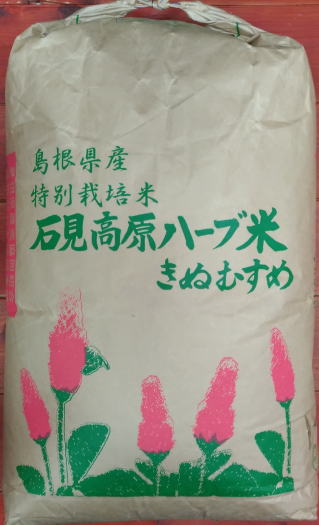 島根県産
特別栽培米
石見高原ハーブ米
きぬむすめ